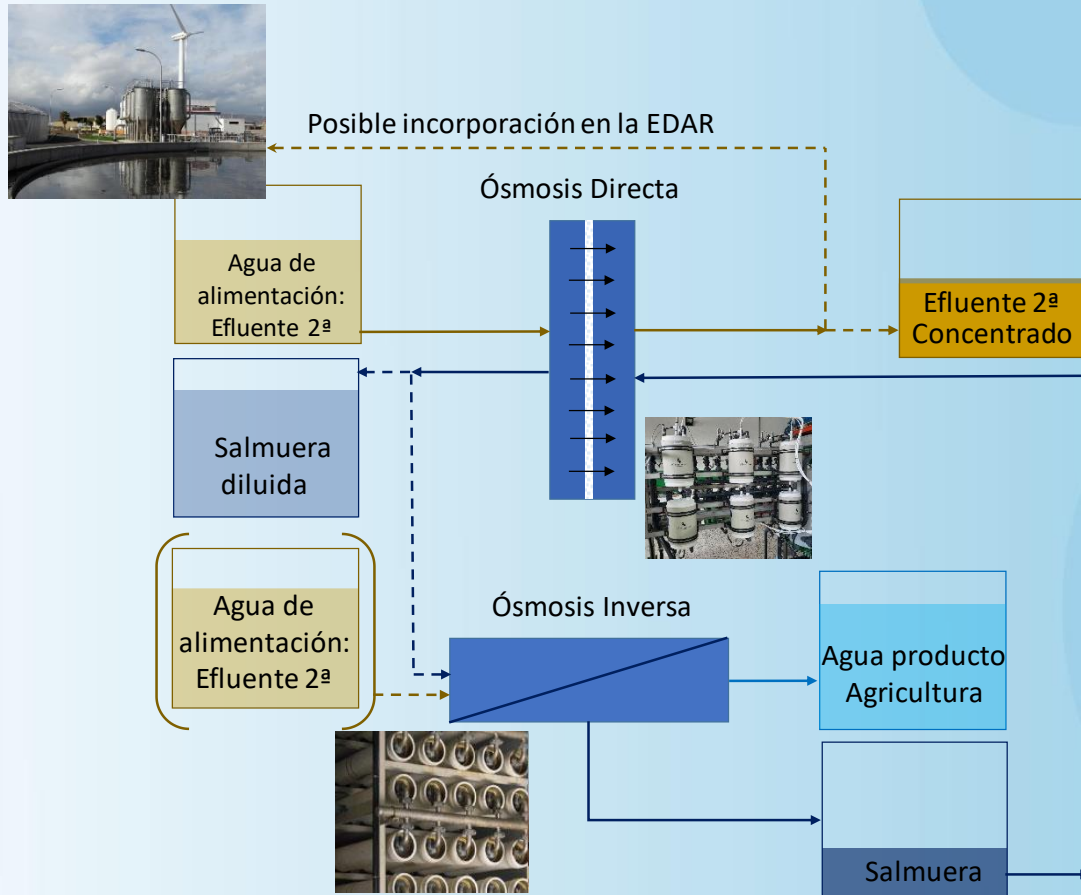 Posible incorporación en la EDAR
Ósmosis Directa
Agua de
alimentación:
Efluente 2ª
Efluente 2ª
Concentrado
Salmuera
diluida
Agua de
alimentación:
Efluente 2ª
Ósmosis Inversa
Agua producto
Agricultura
Salmuera